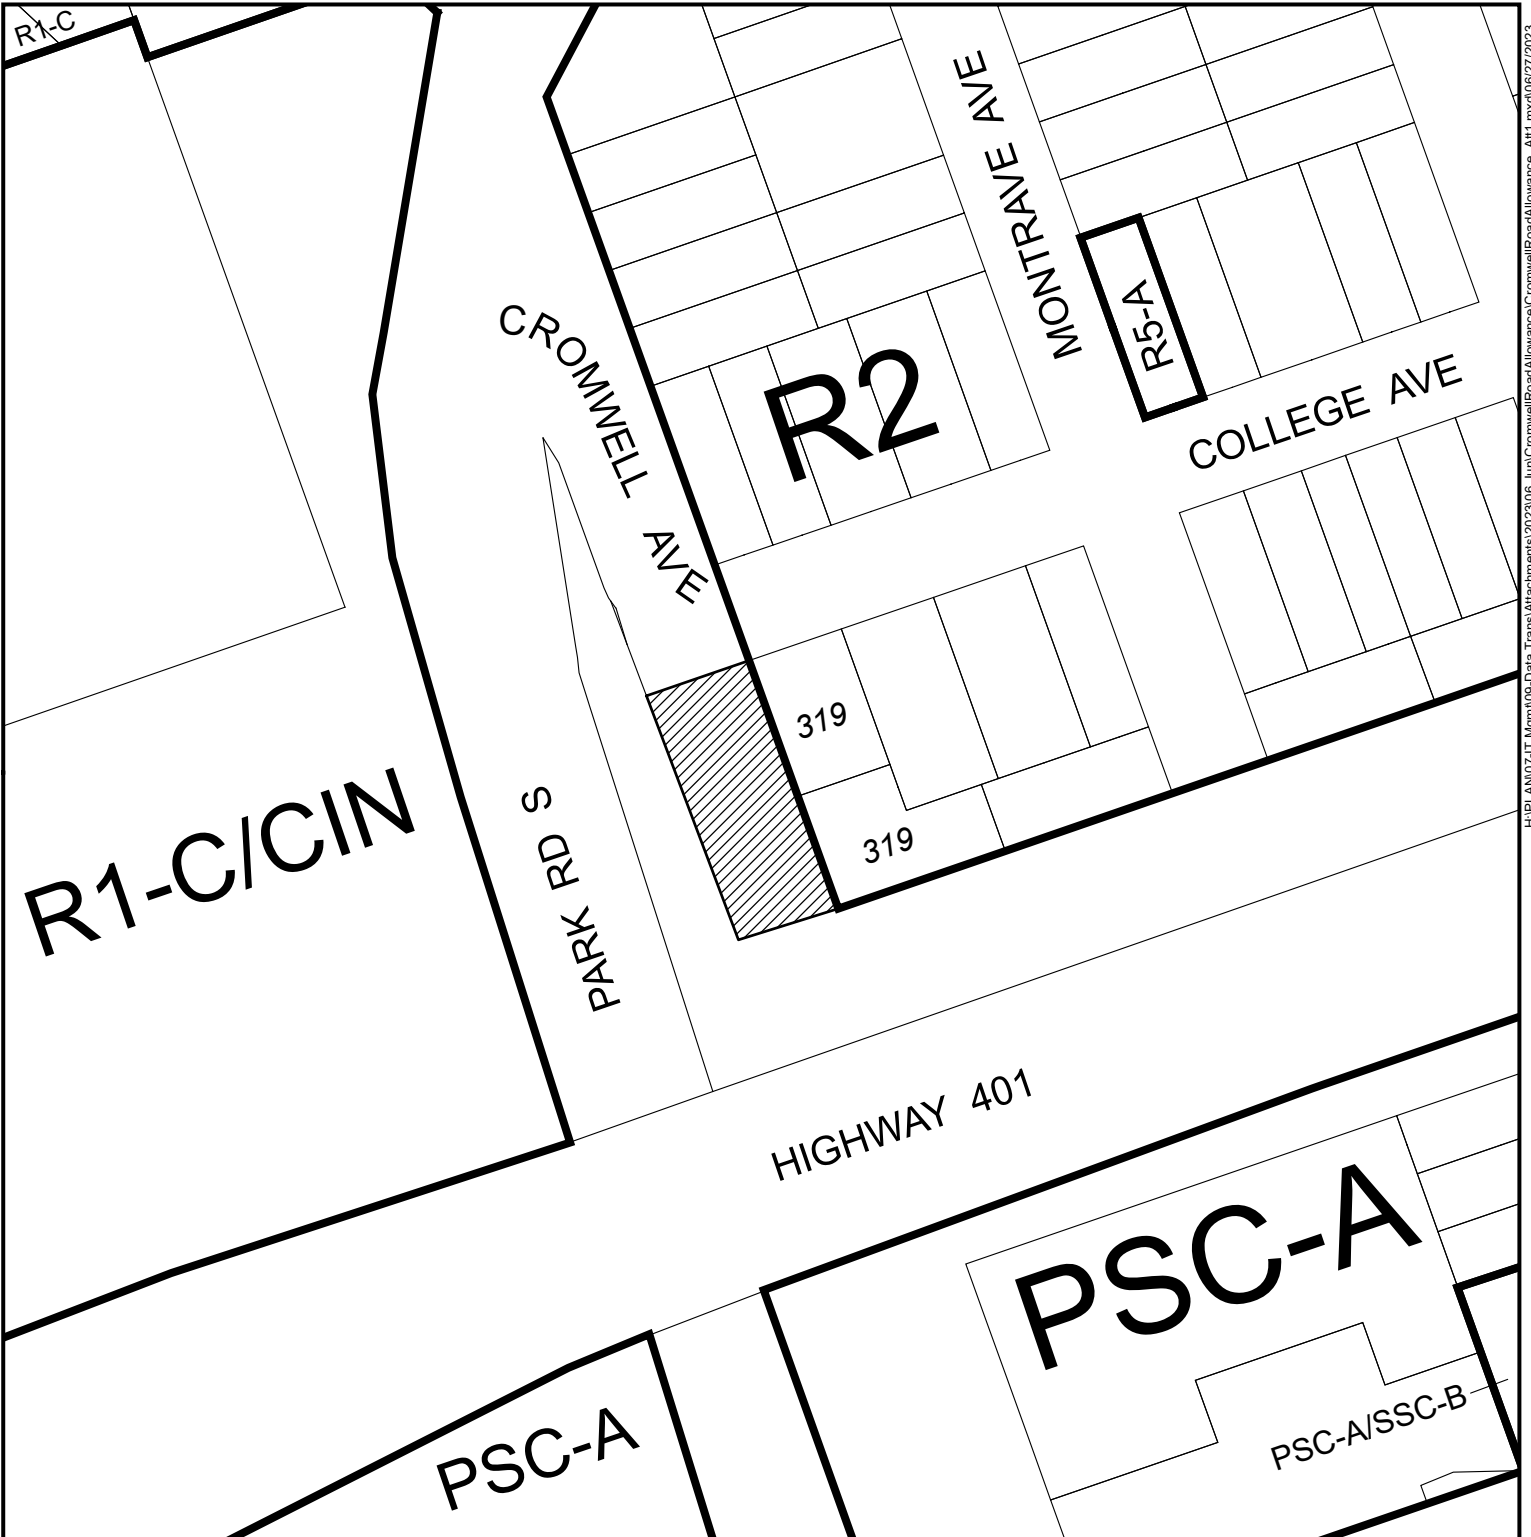 R1-C
MONTRAVE AVE
R5-A
CROMWELL AVE
R2
COLLEGE AVE
319
319
R1-C/CIN
PARK RD S
HIGHWAY 401
PSC-A
PSC-A/SSC-B
PSC-A